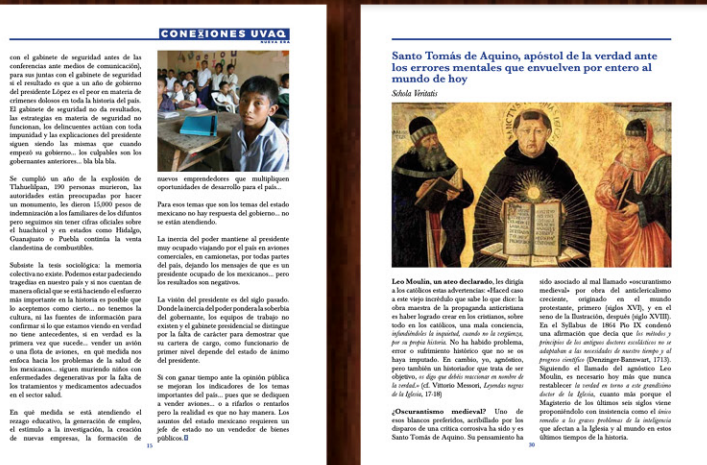 CONEXIONES UVAQ
NUEVA ERA
con el gabinete de seguridad antes de las
conferencias ante medios de comunicación),
para sus juntas con el gabinete de seguridad
si el resultado es que a un año de gobierno
del presidente López es el peor en materia de
crímenes dolosos en toda la historia del país.
El gabinete de seguridad no da resultados,
las estrategias en materia de seguridad no
funcionan, los delincuentes actúan con toda
impunidad y las explicaciones del presidente
siguen siendo las mismas que cuando
empezó su gobierno... los culpables son los
gobernantes anteriores... bla bla bla.
Se cumplió un año de la explosión de
Tlahuelilpan, 190 personas murieron, las
autoridades están preocupadas por hacer
un monumento, les dieron 15,000 pesos de
indemnización a los familiares de los difuntos
pero seguimos sin tener cifras oficiales sobre
el huachicol y en estados como Hidalgo,
Guanajuato o Puebla continúa la venta
clandestina de combustibles.
Subsiste la tesis sociológica: la memoria
colectiva no existe. Podemos estar padeciendo
tragedias en nuestro país y si nos cuentan de
manera oficial que se está haciendo el esfuerzo
más importante en la historia es posible que
lo aceptemos como cierto... no tenemos la
cultura, ni las fuentes de información para
confirmar si lo que estamos viendo en verdad
no tiene antecedentes, si en verdad es la
primera vez que sucede... vender un avión
o una flota de aviones, en qué medida nos
enfoca hacia los problemas de la salud de
los mexicanos... siguen muriendo niños con
enfermedades degenerativas por la falta de
los tratamientos y medicamentos adecuados
en el sector salud.
En qué medida se está atendiendo el
rezago educativo, la generación de empleo,
el estímulo a la investigación, la creación
de nuevas empresas, la formación de
nuevos emprendedores que multipliquen
oportunidades de desarrollo para el país...
Para esos temas que son los temas del estado
mexicano no hay respuesta del gobierno... no
se están atendiendo.
La inercia del poder mantiene al presidente
muy ocupado viajando por el país en aviones
comerciales, en camionetas, por todas partes
del país, dejando los mensajes de que es un
presidente ocupado de los mexicanos... pero
los resultados son negativos.
La visión del presidente es del siglo pasado.
Donde la inercia del poder pondera la soberbia
del gobernante, los equipos de trabajo no
existen y el gabinete presidencial se distingue
por la falta de carácter para demostrar que
su cartera de cargo, como funcionario de
primer nivel depende del estado de ánimo
del presidente.
Si con ganar tiempo ante la opinión pública
se mejoran los indicadores de los temas
importantes del país... pues que se dediquen
a vender aviones... o a rifarlos o rentarlos
pero la realidad es que no hay manera. Los
asuntos del estado mexicano requieren un
jefe de estado no un vendedor de bienes
públicos.
15
Santo Tomás de Aquino, apóstol de la verdad ante
los errores mentales que envuelven por entero al
mundo de hoy
Schola Veritatis
Leo Moulin, un ateo declarado, les dirigía
a los católicos estas advertencias: «Haced caso
a este viejo incrédulo que sabe lo que dice: la
obra maestra de la propaganda anticristiana
es haber logrado crear en los cristianos, sobre
todo en los católicos, una mala conciencia,
infundiéndoles la inquietud, cuando no la vergüenza,
por su propia historia. No ha habido problema,
error o sufrimiento histórico que no se os
haya imputado. En cambio, yo, agnóstico,
pero también un historiador que trata de ser
objetivo, os digo que debéis reaccionar en nombre de
la verdad.» (cf. Vittorio Messori, Leyendas negras
de la Iglesia, 17-18)
¿Oscurantismo medieval? Uno de
esos blancos preferidos, acribillado por los
disparos de una crítica corrosiva ha sido y es
Santo Tomás de Aquino. Su pensamiento ha
sido asociado al mal llamado «oscurantismo
medieval» por obra del anticlericalismo
creciente, originado en el mundo
protestante, primero (siglos XVI), y en el
seno de la Ilustración, después (siglo XVIII).
En el Syllabus de 1864 Pío IX condenó
una afirmación que decía que los métodos y
principios de los antiguos doctores escolásticos no se
adaptaban a las necesidades de nuestro tiempo y al
progreso científico (Denzinger-Bannwart, 1713).
Siguiendo el llamado del agnóstico Leo
Moulin, es necesario hoy más que nunca
restablecer la verdad en torno a este grandísimo
doctor de la Iglesia, cuanto más porque el
Magisterio de los últimos seis siglos viene
proponiéndolo con insistencia como el único
remedio a los graves problemas de la inteligencia
que afectan a la Iglesia y al mundo en estos
últimos tiempos de la historia.